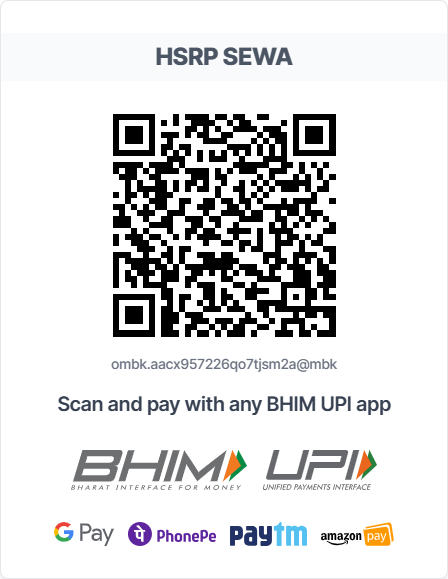 HSRP SEWA
ombk.aacx957226qo7tjsm2a@mbk
Scan and pay with any BHIM UPI app
BHIM UPI
BHARAT INTERFACE FOR MONEY UNIFIED PAYMENTS INTERFACE
G Pay PhonePe paytm amazon pay